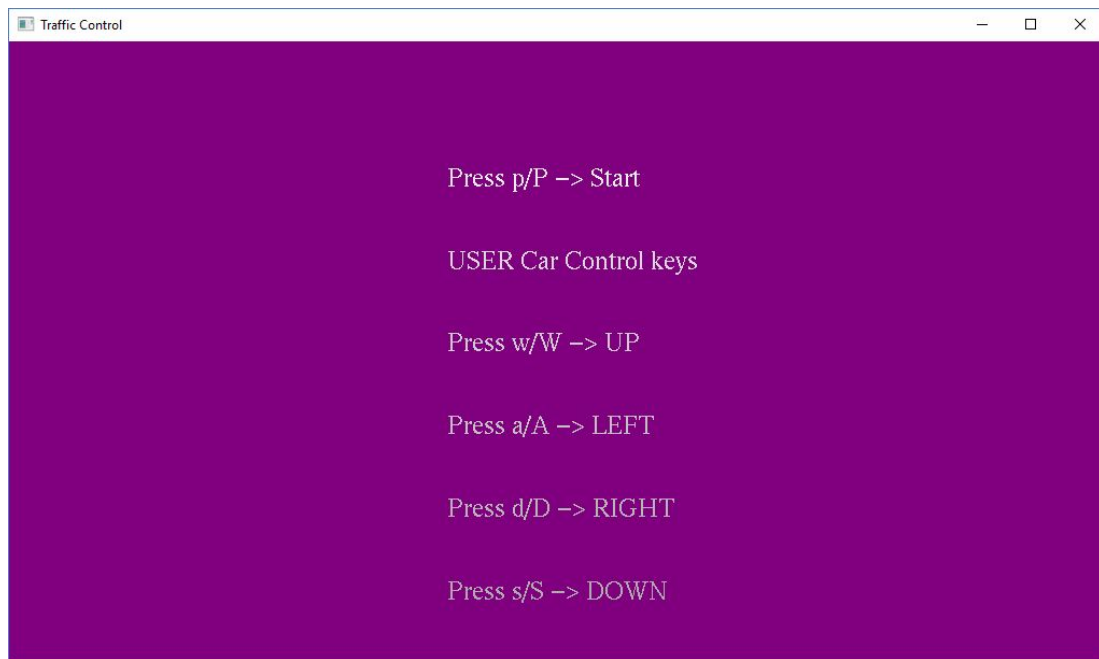 Traffic Control
Press p/P –> Start
USER Car Control keys
Press w/W –> UP
Press a/A –> LEFT
Press d/D –> RIGHT
Press s/S –> DOWN